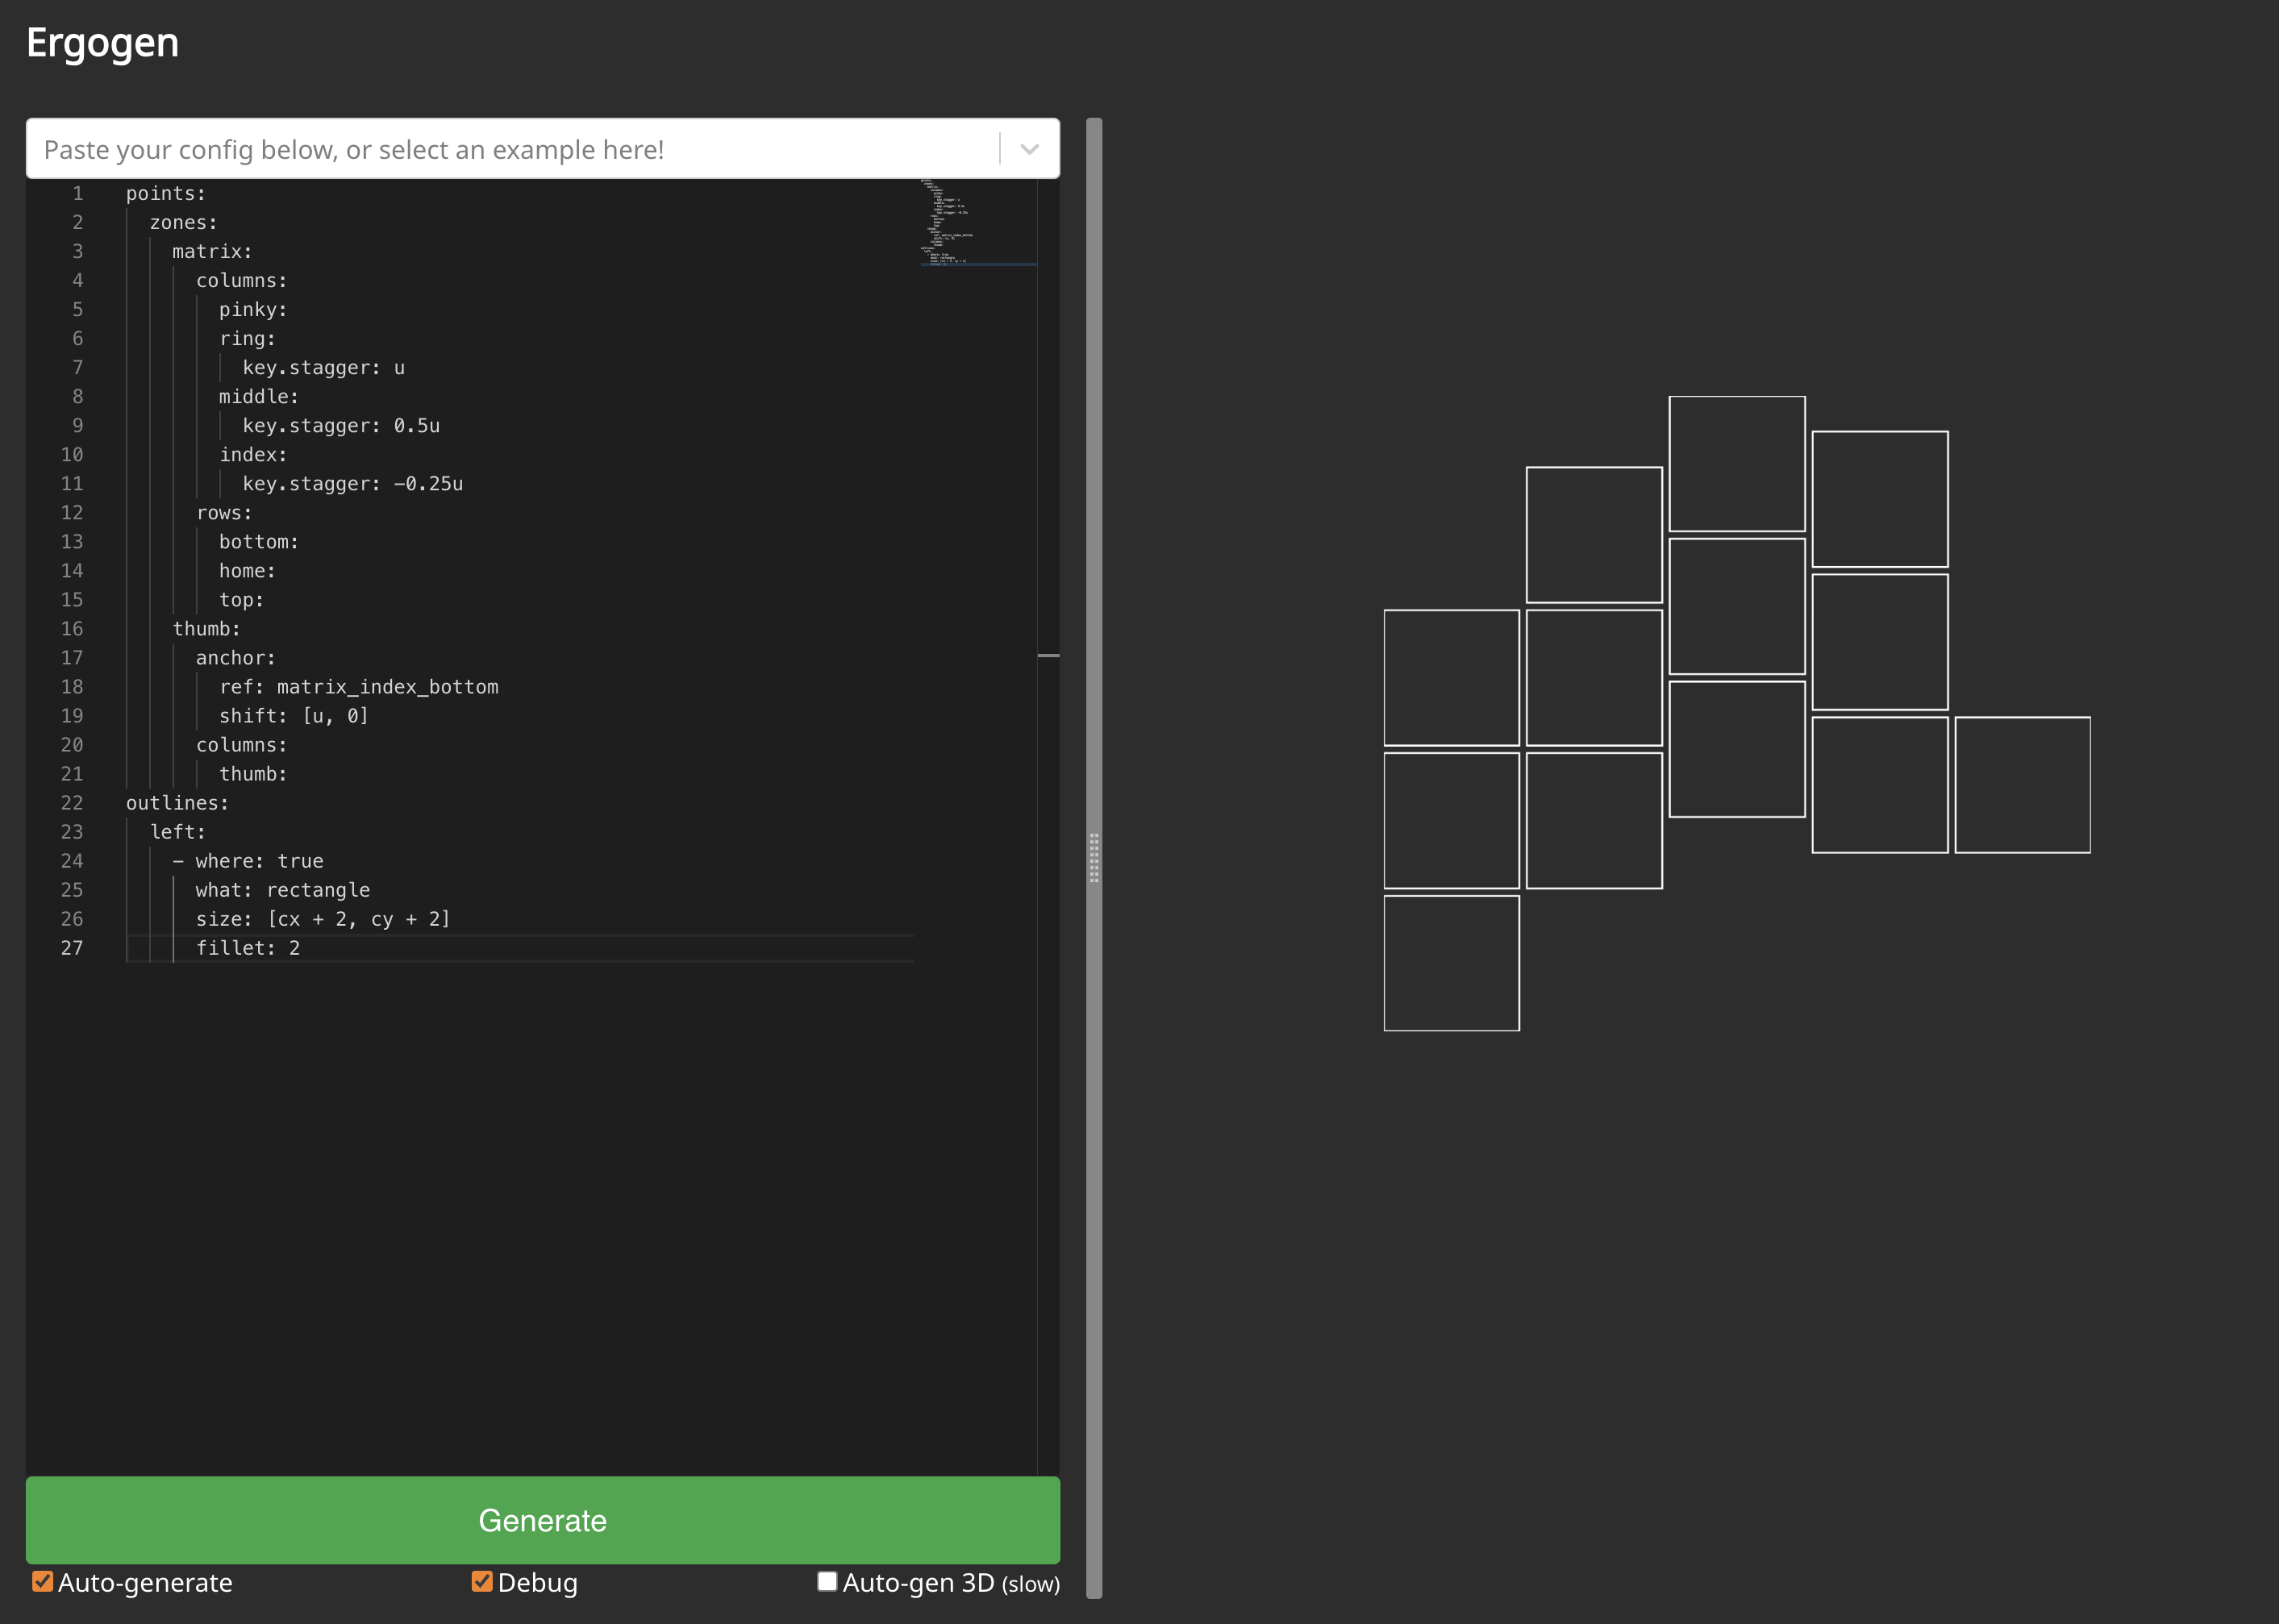 Ergogen
Paste your config below, or select an example here!
1 points:
2 zones:
3 matrix:
4 columns:
5 pinky:
6 ring:
7 key.stagger: u
8 middle:
9 key.stagger: 0.5u
10 index:
11 key.stagger: -0.25u
12 rows:
13 bottom:
14 home:
15 top:
16 thumb:
17 anchor:
18 ref: matrix_index_bottom
19 shift: [u, 0]
20 columns:
21 thumb:
22 outlines:
23 left:
24 - where: true
25 what: rectangle
26 size: [cx + 2, cy + 2]
27 fillet: 2
Generate
Auto-generate Debug Auto-gen 3D (slow)